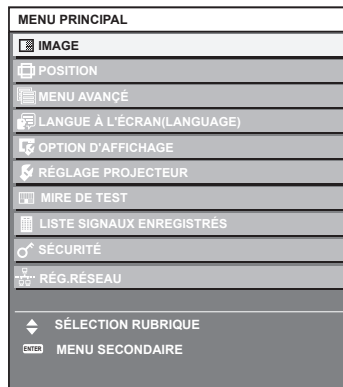 MENU PRINCIPAL
IMAGE
POSITION
MENU AVANÇÉ
LANGUE À L'ÉCRAN(LANGUAGE)
OPTION D'AFFICHAGE
RÉGLAGE PROJECTEUR
MIRE DE TEST
LISTE SIGNAUX ENREGISTRÉS
SÉCURITÉ
RÉG.RÉSEAU
SÉLECTION RUBRIQUE
ENTER MENU SECONDAIRE